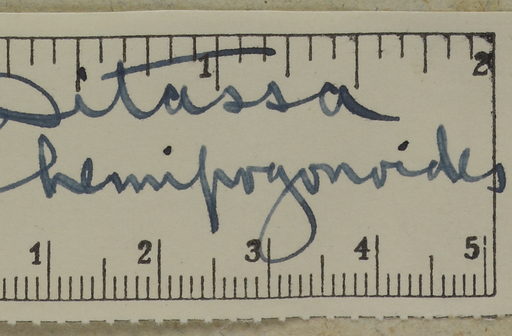 1 2
Ditassa
hemipogonoides
1 2 3 4 5